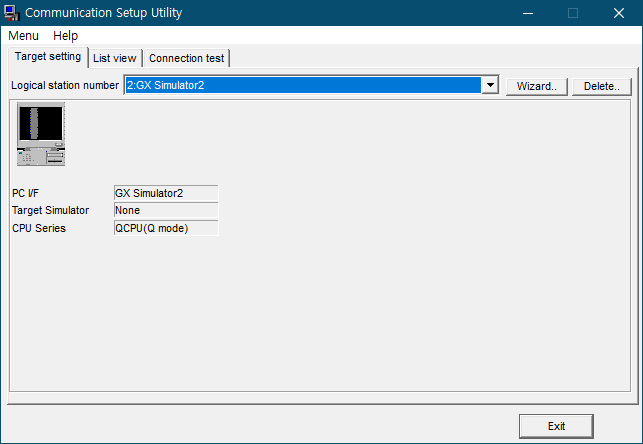 Communication Setup Utility
Menu Help
Target setting List view Connection test
Logical station number 2:GX Simulator2 Wizard.. Delete..
PC I/F GX Simulator2
Target Simulator None
CPU Series QCPU(Q mode)
Exit